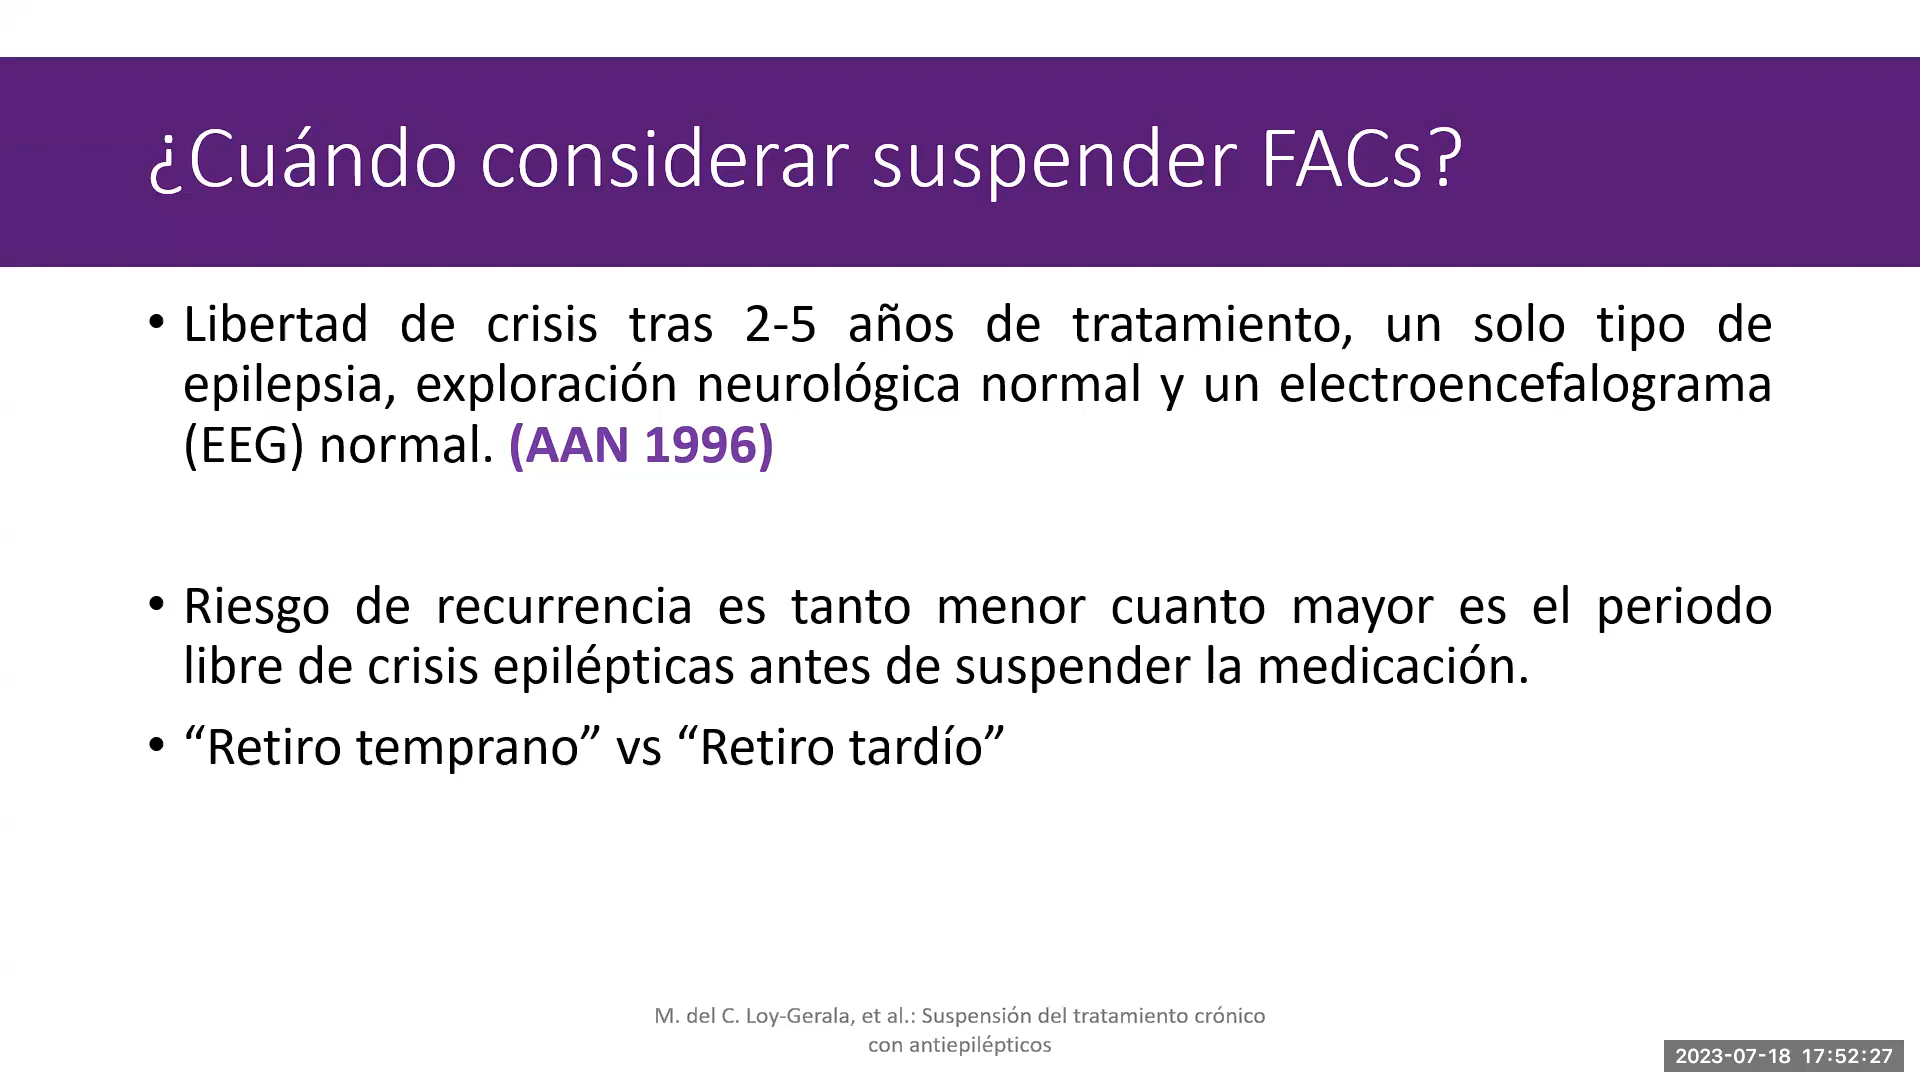 ¿Cuándo considerar suspender FACs?
• Libertad de crisis tras 2-5 años de tratamiento, un solo tipo de
epilepsia, exploración neurológica normal y un electroencefalograma
(EEG) normal. (AAN 1996)
• Riesgo de recurrencia es tanto menor cuanto mayor es el periodo
libre de crisis epilépticas antes de suspender la medicación.
• “Retiro temprano” vs “Retiro tardío”
M. del C. Loy-Gerala, et al.: Suspensión del tratamiento crónico
con antiepilépticos
2023-07-18 17:52:27